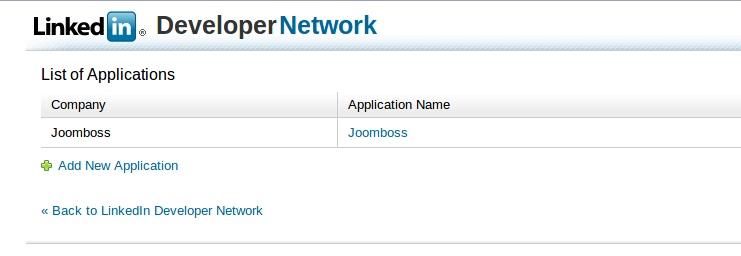 Linked in ® Developer Network
List of Applications
Company Application Name
Joomboss Joomboss
Add New Application
« Back to LinkedIn Developer Network